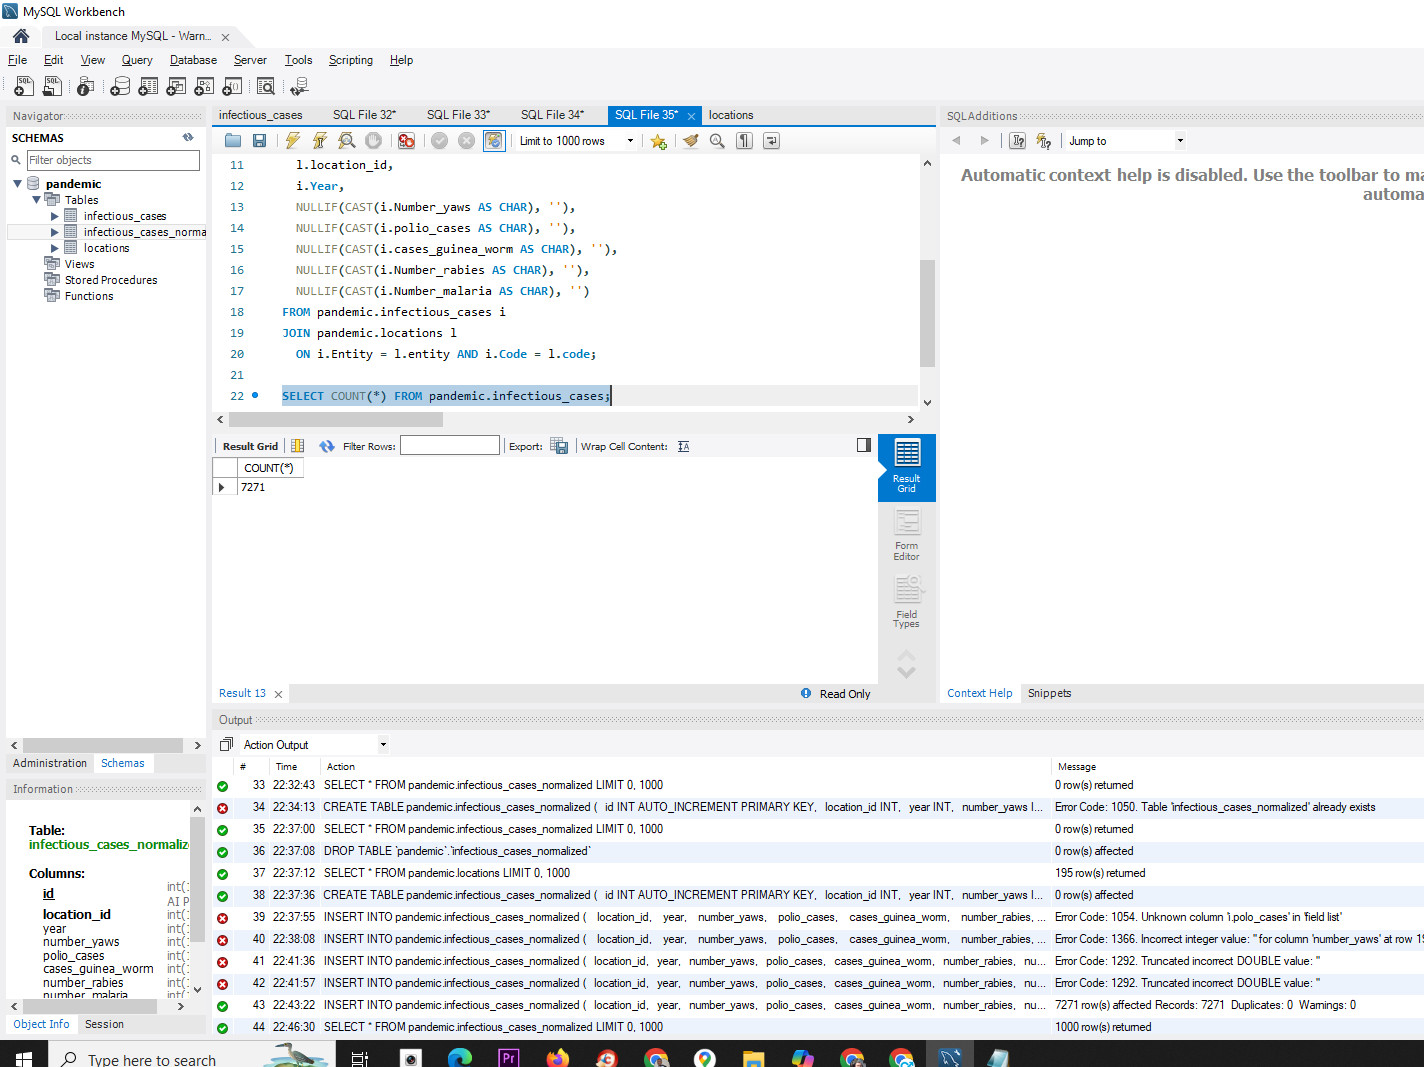 MySQL Workbench
Local instance MySQL - Warn...
File Edit View Query Database Server Tools Scripting Help
Navigator
SCHEMAS
Filter objects
pandemic
Tables
infectious_cases
infectious_cases_norma
locations
Views
Stored Procedures
Functions
Administration Schemas
Information
Table:
infectious_cases_normaliz
Columns:
id int(
AI P
location_id int(
year int(
number_yaws int(
polio_cases int(
cases_guinea_worm int(
number_rabies int(
number_malaria int(
Object Info Session
infectious_cases SQL File 32* SQL File 33* SQL File 34* SQL File 35* locations
Limit to 1000 rows
11 l.location_id,
12 i.Year,
13 NULLIF(CAST(i.Number_yaws AS CHAR), ''),
14 NULLIF(CAST(i.polio_cases AS CHAR), ''),
15 NULLIF(CAST(i.cases_guinea_worm AS CHAR), ''),
16 NULLIF(CAST(i.Number_rabies AS CHAR), ''),
17 NULLIF(CAST(i.Number_malaria AS CHAR), '')
18 FROM pandemic.infectious_cases i
19 JOIN pandemic.locations l
20 ON i.Entity = l.entity AND i.Code = l.code;
21
22 SELECT COUNT(*) FROM pandemic.infectious_cases;
Result Grid Filter Rows: Export: Wrap Cell Content:
COUNT(*)
7271
Result Grid
Form Editor
Field Types
Result 13 Read Only
SQLAdditions
Jump to
Automatic context help is disabled. Use the toolbar to ma
automa
Context Help Snippets
Output
Action Output
# Time Action Message
33 22:32:43 SELECT * FROM pandemic.infectious_cases_normalized LIMIT 0, 1000 0 row(s) returned
34 22:34:13 CREATE TABLE pandemic.infectious_cases_normalized ( id INT AUTO_INCREMENT PRIMARY KEY, location_id INT, year INT, number_yaws I... Error Code: 1050. Table 'infectious_cases_normalized' already exists
35 22:37:00 SELECT * FROM pandemic.infectious_cases_normalized LIMIT 0, 1000 0 row(s) returned
36 22:37:08 DROP TABLE `pandemic`.`infectious_cases_normalized` 0 row(s) affected
37 22:37:12 SELECT * FROM pandemic.locations LIMIT 0, 1000 195 row(s) returned
38 22:37:36 CREATE TABLE pandemic.infectious_cases_normalized ( id INT AUTO_INCREMENT PRIMARY KEY, location_id INT, year INT, number_yaws I... 0 row(s) affected
39 22:37:55 INSERT INTO pandemic.infectious_cases_normalized ( location_id, year, number_yaws, polio_cases, cases_guinea_worm, number_rabies, ... Error Code: 1054. Unknown column 'i.polio_cases' in 'field list'
40 22:38:08 INSERT INTO pandemic.infectious_cases_normalized ( location_id, year, number_yaws, polio_cases, cases_guinea_worm, number_rabies, ... Error Code: 1366. Incorrect integer value: '' for column 'number_yaws' at row 19
41 22:41:36 INSERT INTO pandemic.infectious_cases_normalized ( location_id, year, number_yaws, polio_cases, cases_guinea_worm, number_rabies, nu... Error Code: 1292. Truncated incorrect DOUBLE value: ''
42 22:41:57 INSERT INTO pandemic.infectious_cases_normalized ( location_id, year, number_yaws, polio_cases, cases_guinea_worm, number_rabies, nu... Error Code: 1292. Truncated incorrect DOUBLE value: ''
43 22:43:22 INSERT INTO pandemic.infectious_cases_normalized ( location_id, year, number_yaws, polio_cases, cases_guinea_worm, number_rabies, nu... 7271 row(s) affected Records: 7271 Duplicates: 0 Warnings: 0
44 22:46:30 SELECT * FROM pandemic.infectious_cases_normalized LIMIT 0, 1000 1000 row(s) returned
Type here to search
Pr